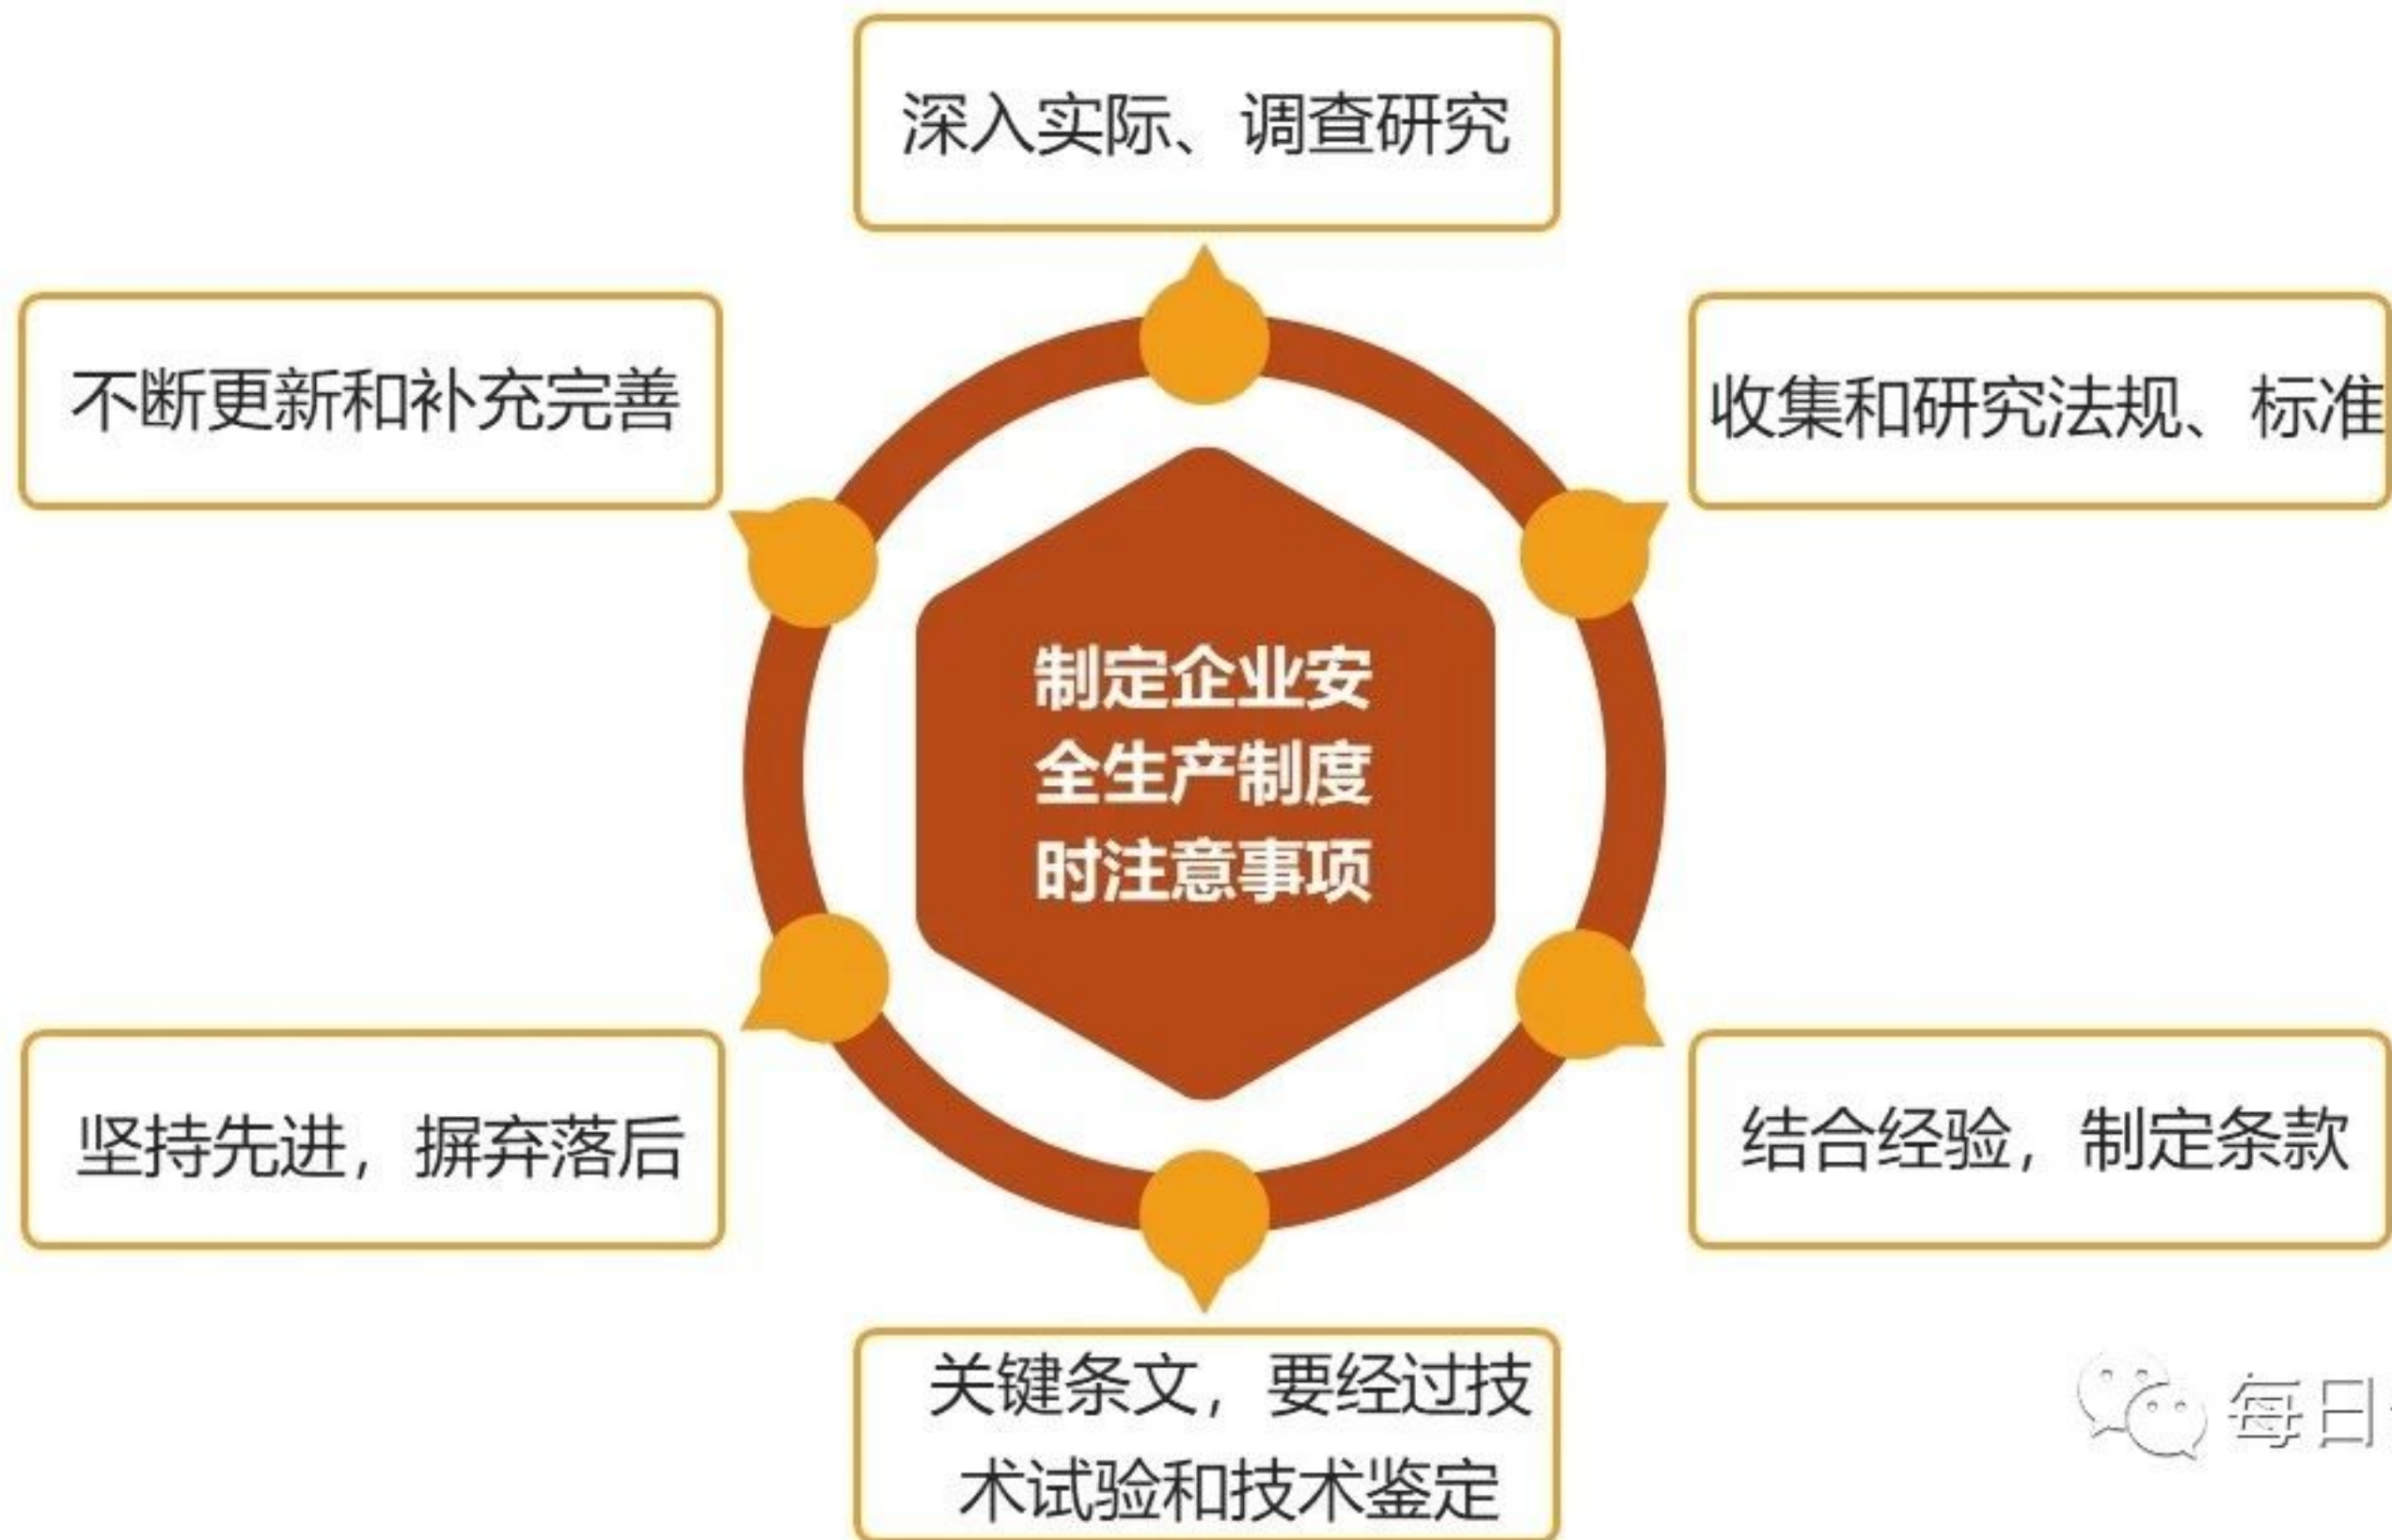 深入实际、调查研究
不断更新和补充完善
收集和研究法规、标准
制定企业安
全生产制度
时注意事项
坚持先进，摒弃落后
结合经验，制定条款
关键条文，要经过技
术试验和技术鉴定
每日